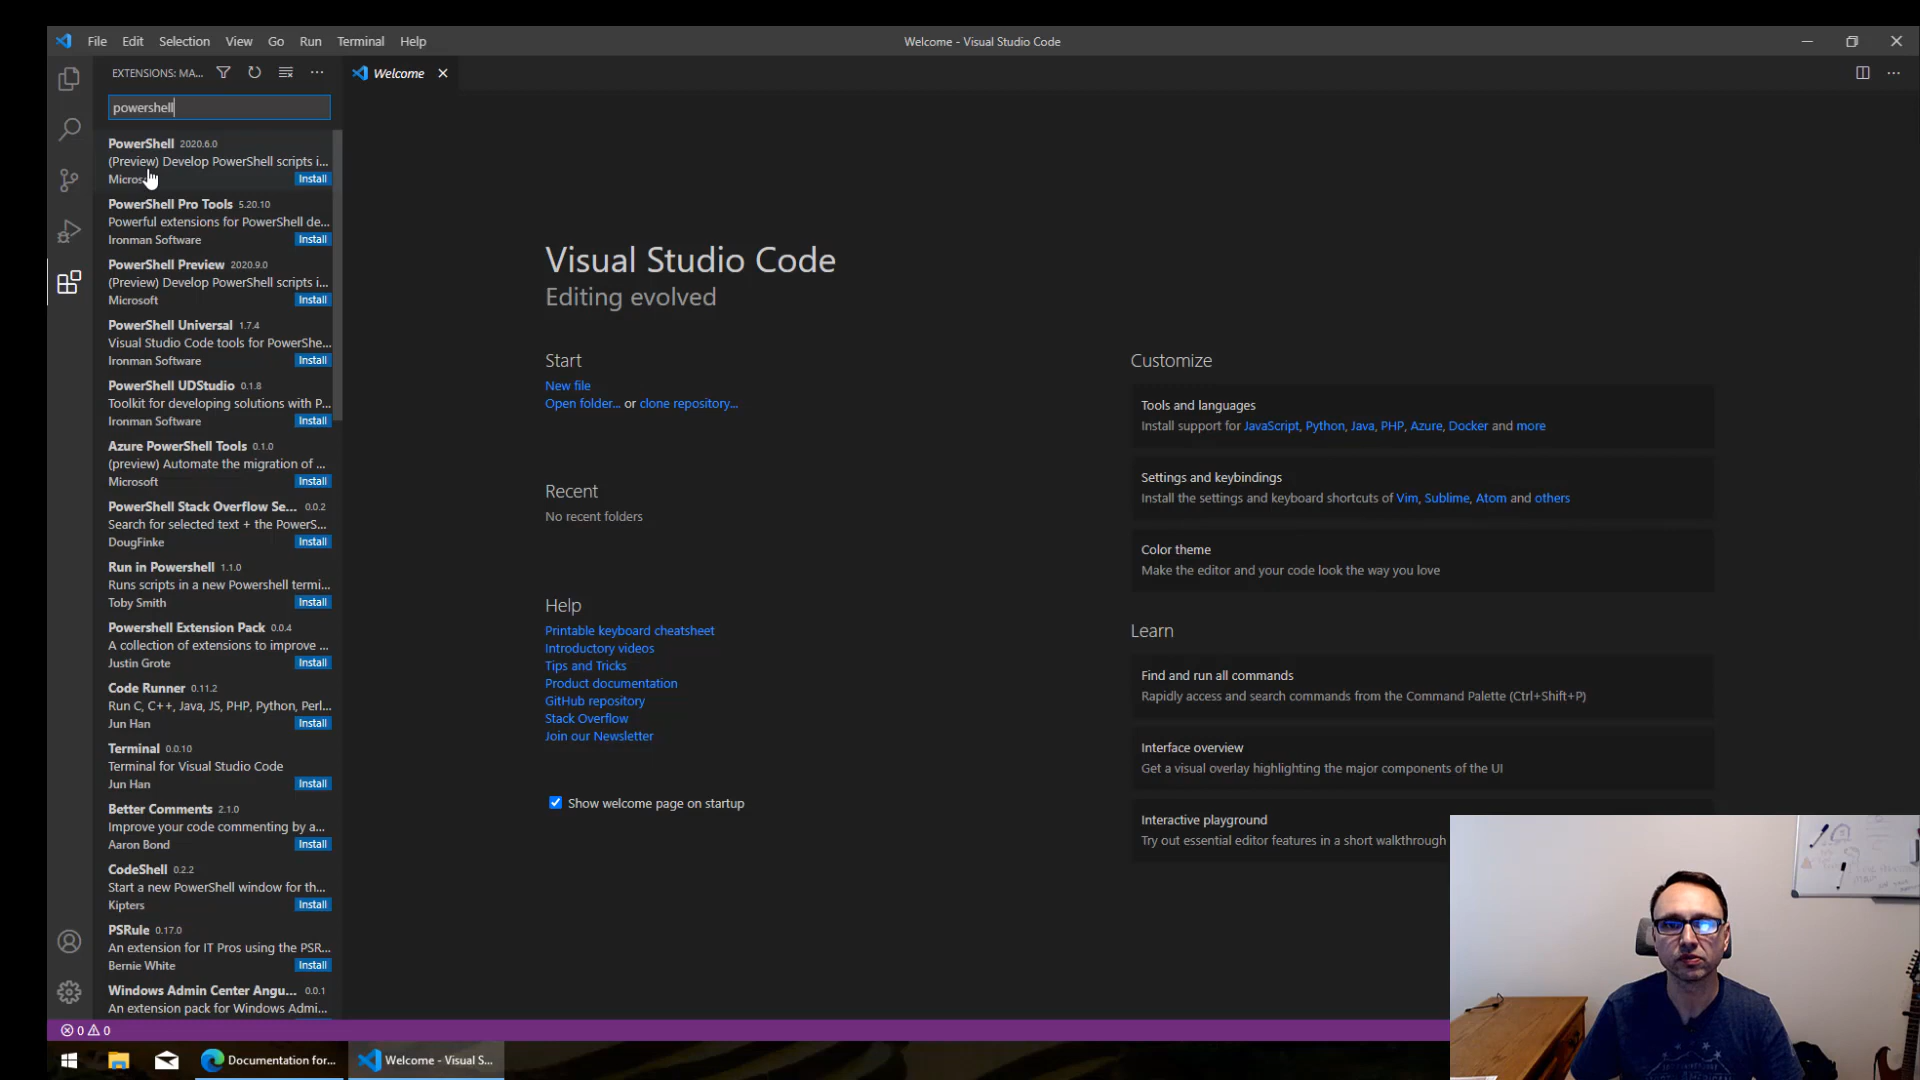 File Edit Selection View Go Run Terminal Help
Welcome - Visual Studio Code
EXTENSIONS: MA...
Welcome
powershell
PowerShell 2020.6.0
(Preview) Develop PowerShell scripts i...
Install
PowerShell Pro Tools 5.20.10
Powerful extensions for PowerShell de...
Ironman Software Install
PowerShell Preview 2020.9.0
(Preview) Develop PowerShell scripts i...
Microsoft Install
PowerShell Universal 1.7.4
Visual Studio Code tools for PowerShe...
Ironman Software Install
PowerShell UDStudio 0.1.8
Toolkit for developing solutions with P...
Ironman Software Install
Azure PowerShell Tools 0.1.0
(preview) Automate the migration of ...
Microsoft Install
PowerShell Stack Overflow Se... 0.0.2
Search for selected text + the PowerS...
DougFinke Install
Run in Powershell 1.1.0
Runs scripts in a new Powershell termi...
Toby Smith Install
Powershell Extension Pack 0.0.4
A collection of extensions to improve ...
Justin Grote Install
Code Runner 0.11.2
Run C, C++, Java, JS, PHP, Python, Perl...
Jun Han Install
Terminal 0.0.10
Terminal for Visual Studio Code
Jun Han Install
Better Comments 2.1.0
Improve your code commenting by a...
Aaron Bond Install
CodeShell 0.2.2
Start a new PowerShell window for th...
Kipters Install
PSRule 0.17.0
An extension for IT Pros using the PSR...
Bernie White Install
Windows Admin Center Angu... 0.0.1
An extension pack for Windows Admi...
Visual Studio Code
Editing evolved
Start
New file
Open folder... or clone repository...
Recent
No recent folders
Help
Printable keyboard cheatsheet
Introductory videos
Tips and Tricks
Product documentation
GitHub repository
Stack Overflow
Join our Newsletter
Show welcome page on startup
Customize
Tools and languages
Install support for JavaScript, Python, Java, PHP, Azure, Docker and more
Settings and keybindings
Install the settings and keyboard shortcuts of Vim, Sublime, Atom and others
Color theme
Make the editor and your code look the way you love
Learn
Find and run all commands
Rapidly access and search commands from the Command Palette (Ctrl+Shift+P)
Interface overview
Get a visual overlay highlighting the major components of the UI
Interactive playground
Try out essential editor features in a short walkthrough
0 0
Documentation for...
Welcome - Visual S...